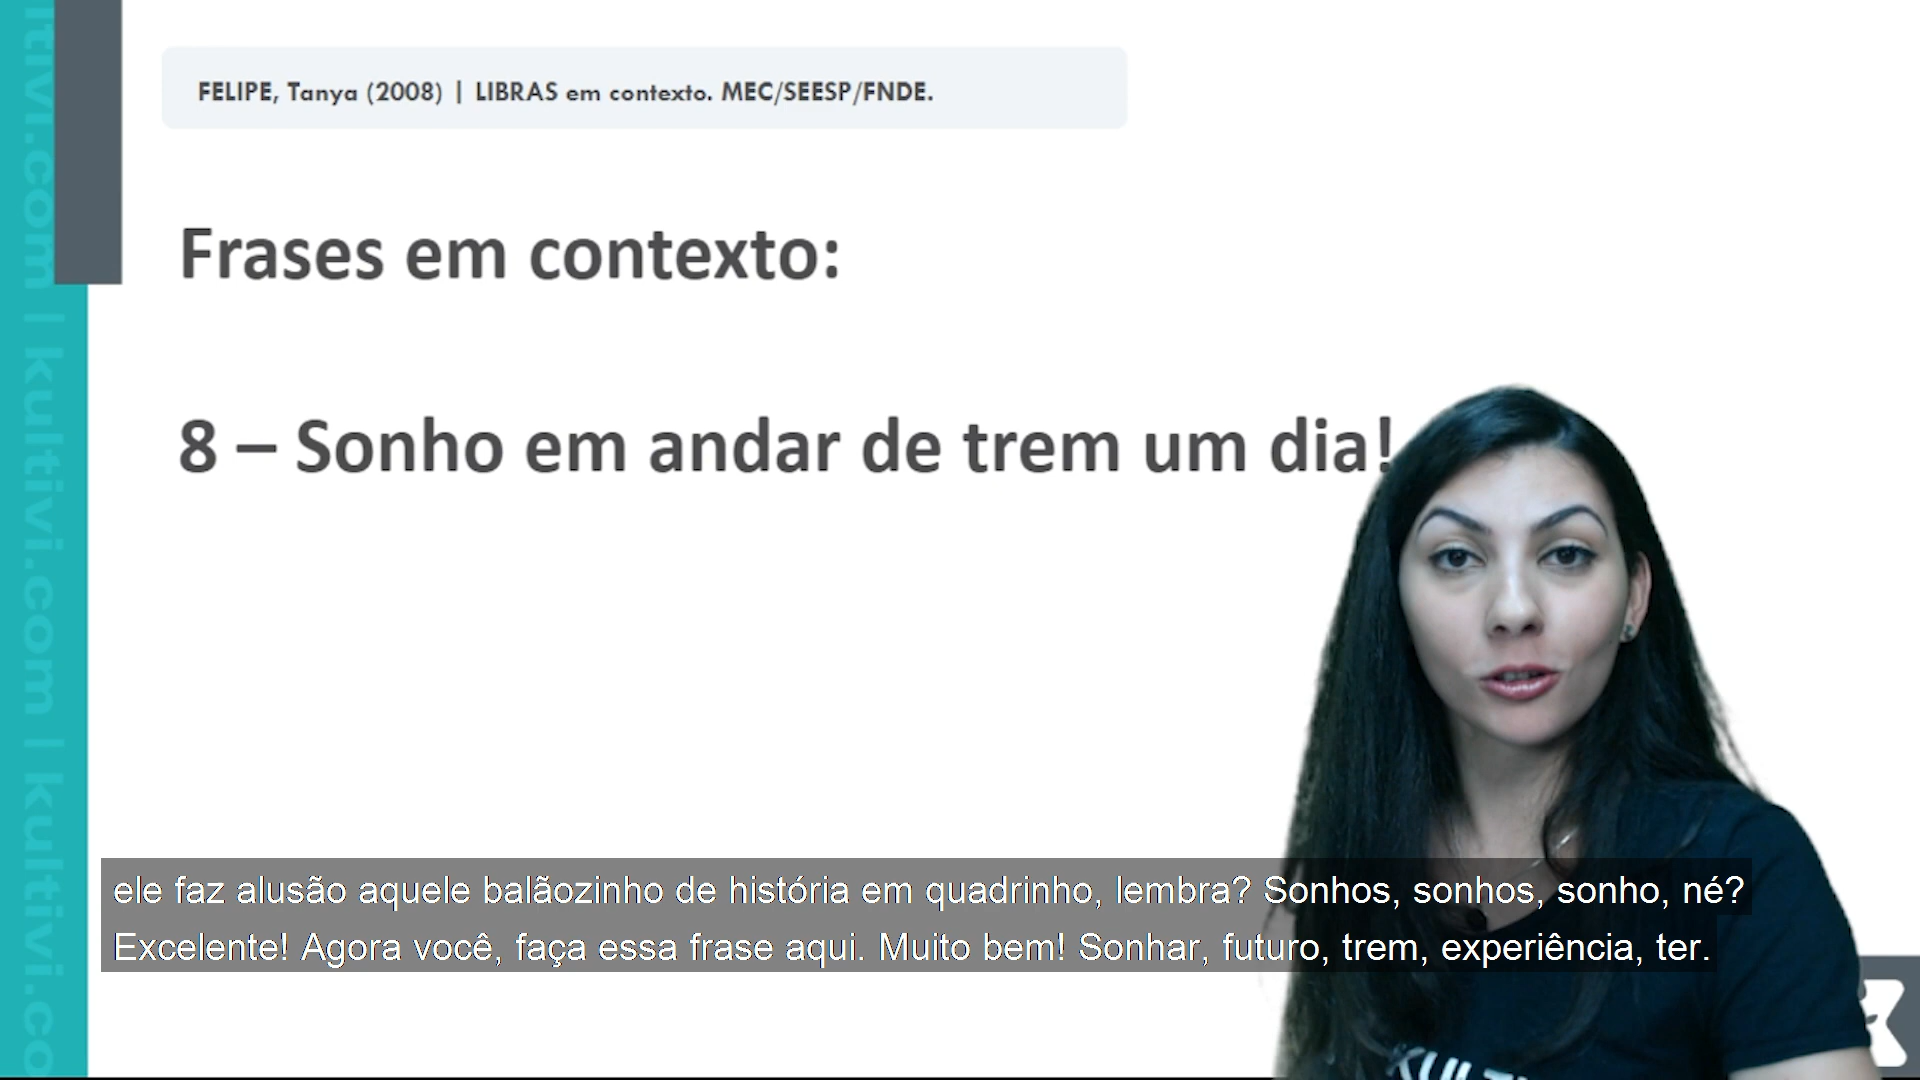 FELIPE, Tanya (2008) | LIBRAS em contexto. MEC/SEESP/FNDE.
Frases em contexto:
8 – Sonho em andar de trem um dia!
ele faz alusão aquele balãozinho de história em quadrinho, lembra? Sonhos, sonhos, sonho, né?
Excelente! Agora você, faça essa frase aqui. Muito bem! Sonhar, futuro, trem, experiência, ter.
kultivi.com | kultivi.com |